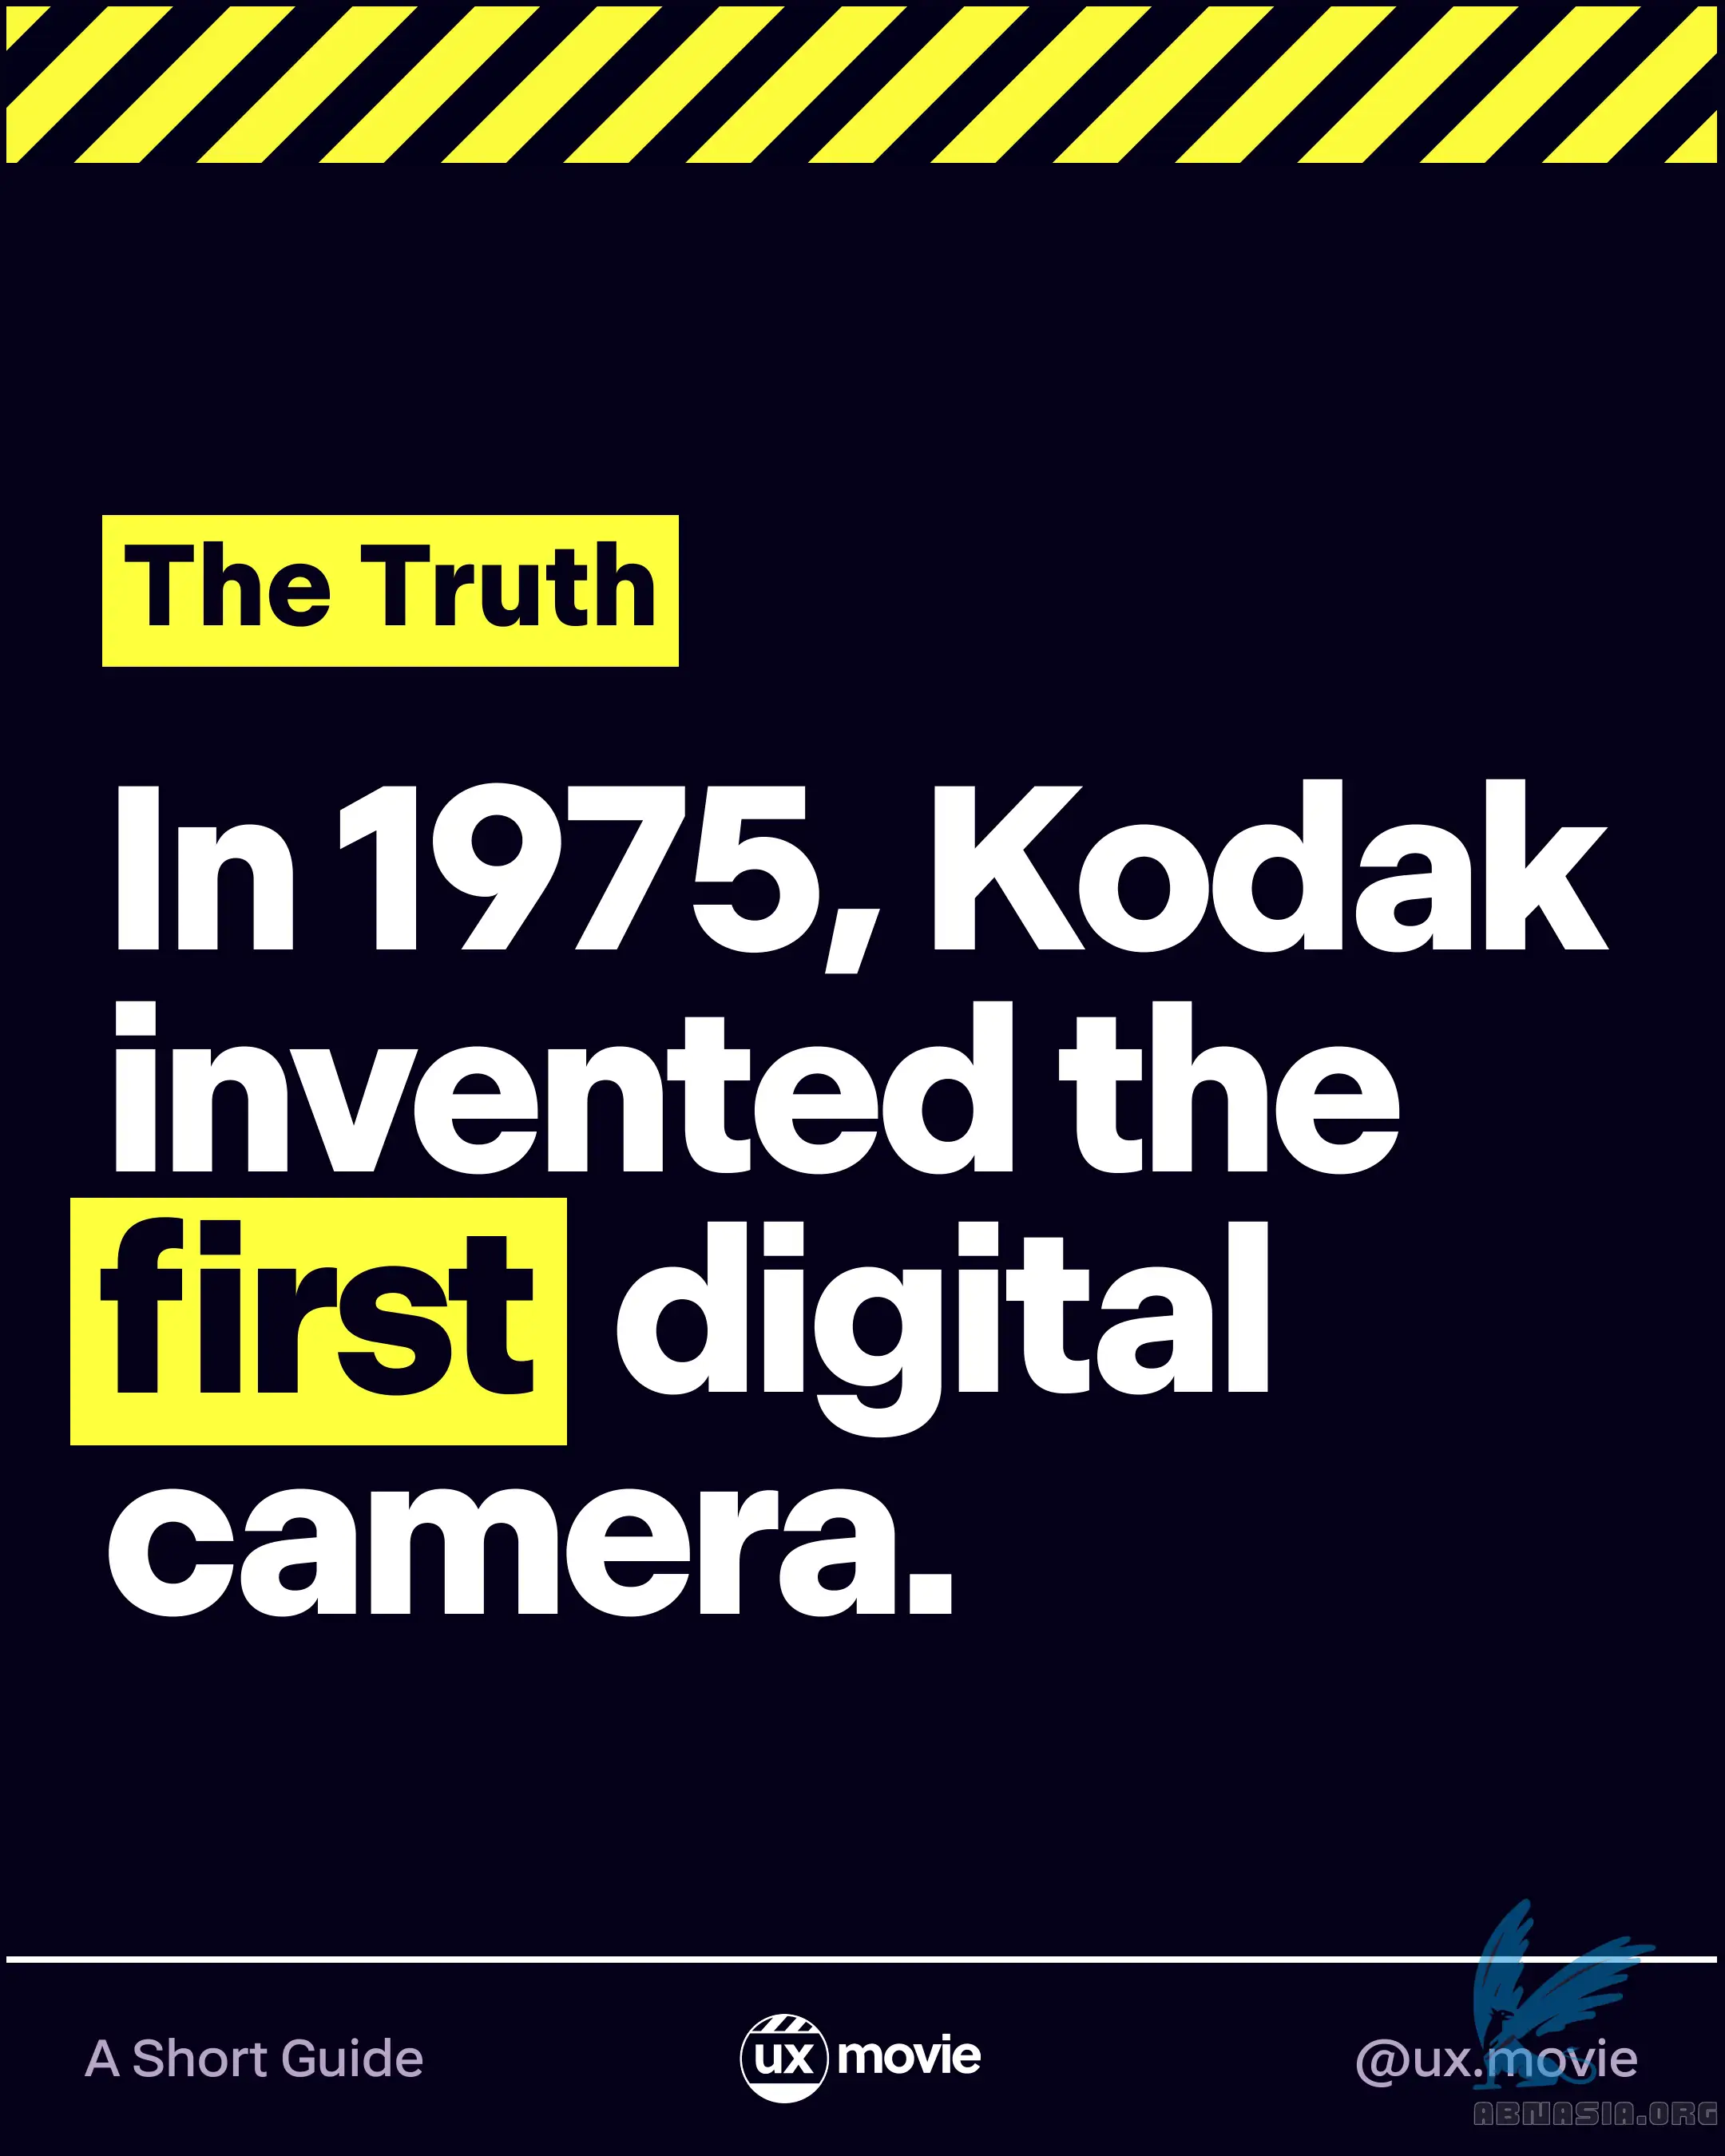 The Truth
In 1975, Kodak
invented the
first digital
camera.
A Short Guide
ux movie
@ux.movie
ABNASIA.ORG